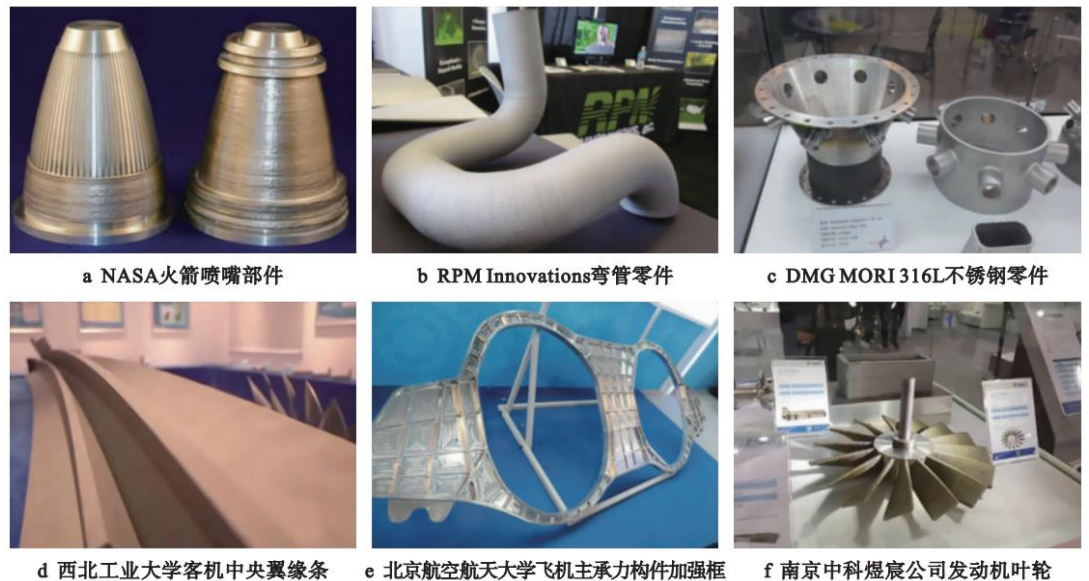 RPM
a NASA火箭喷嘴部件
b RPM Innovations弯管零件
c DMG MORI 316L不锈钢零件
d 西北工业大学客机中央翼缘条
e 北京航空航天大学飞机主承力构件加强框
f 南京中科煜宸公司发动机叶轮